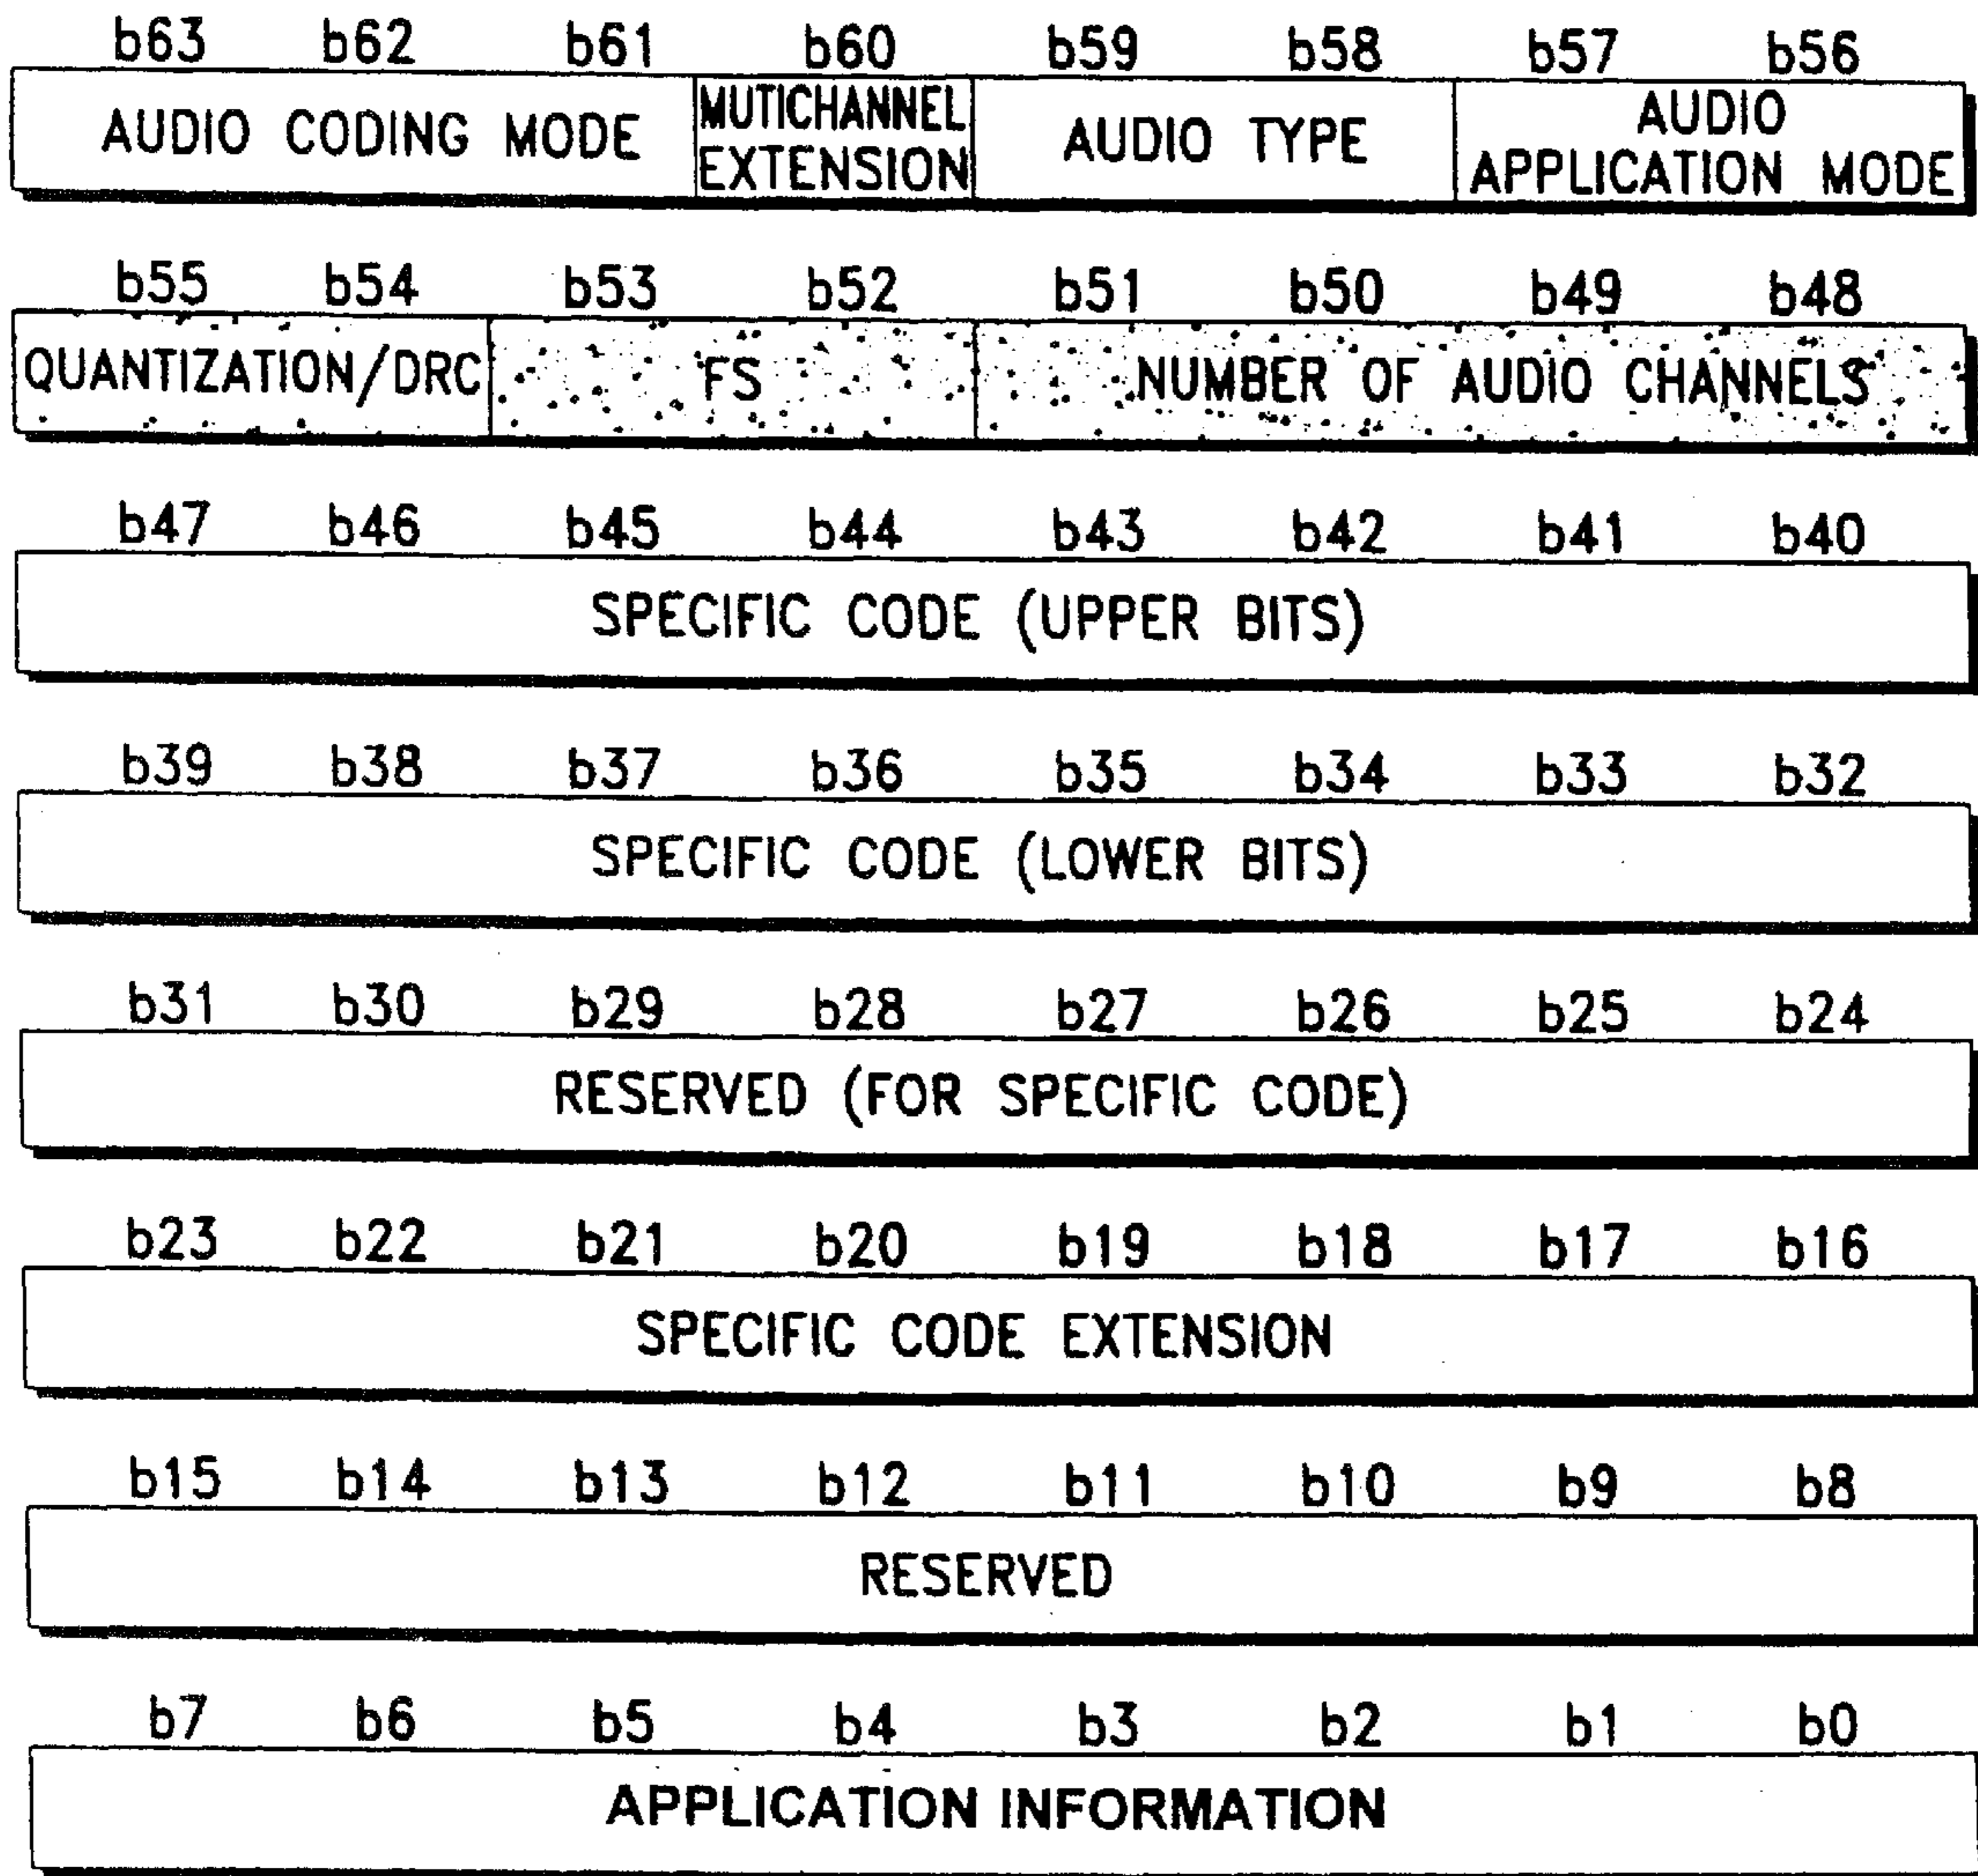 b63 b62 b61 b60 b59 b58 b57 b56
AUDIO CODING MODE
MUTICHANNEL
EXTENSION
AUDIO TYPE
AUDIO
APPLICATION MODE
b55 b54 b53 b52 b51 b50 b49 b48
QUANTIZATION/DRC FS NUMBER OF AUDIO CHANNELS
b47 b46 b45 b44 b43 b42 b41 b40
SPECIFIC CODE (UPPER BITS)
b39 b38 b37 b36 b35 b34 b33 b32
SPECIFIC CODE (LOWER BITS)
b31 b30 b29 b28 b27 b26 b25 b24
RESERVED (FOR SPECIFIC CODE)
b23 b22 b21 b20 b19 b18 b17 b16
SPECIFIC CODE EXTENSION
b15 b14 b13 b12 b11 b10 b9 b8
RESERVED
b7 b6 b5 b4 b3 b2 b1 b0
APPLICATION INFORMATION